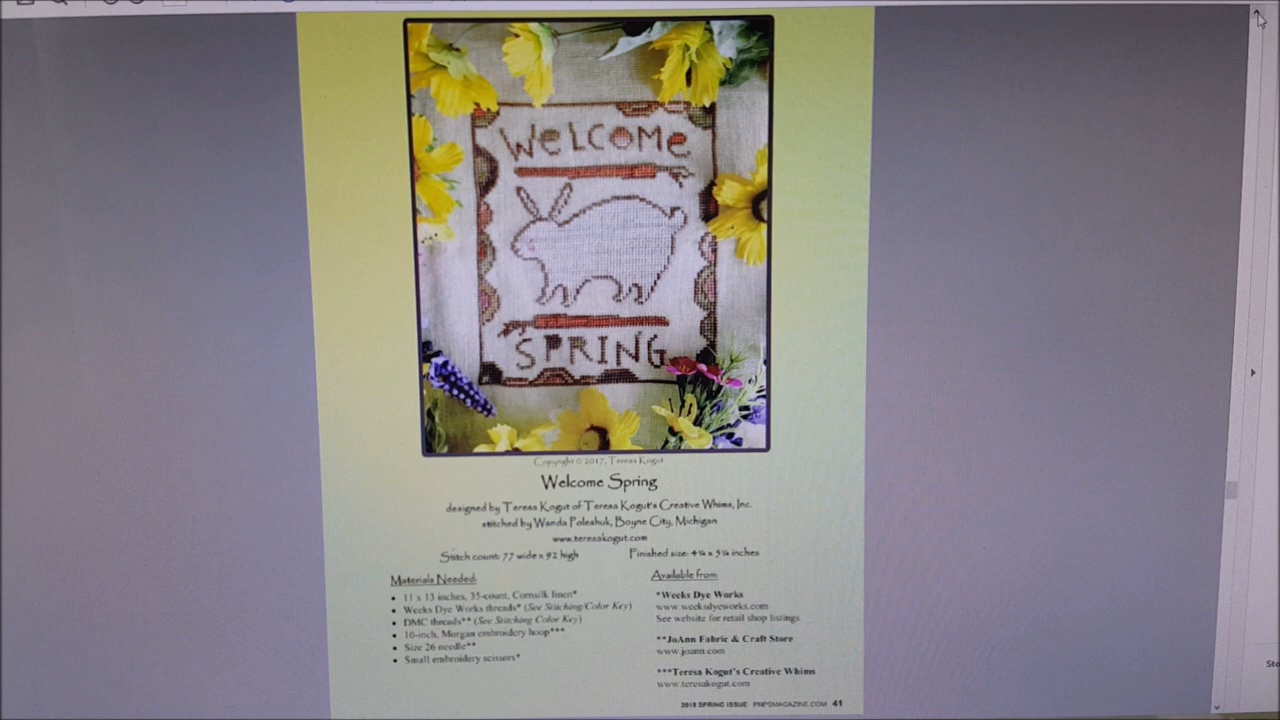 WeLCOMe
SPRING
Copyright © 2017, Teresa Kogut
Welcome Spring
designed by Teresa Kogut of Teresa Kogut's Creative Whims, Inc.
stitched by Wanda Poleshuk, Boyne City, Michigan
www.teresakogut.com
Stitch count: 77 wide x 92 high
Finished size: 4¼ x 5¼ inches
Materials Needed:
• 11 x 13 inches, 35-count, Cornsilk linen*
• Weeks Dye Works threads* (See Stitching/Color Key)
• DMC threads** (See Stitching Color Key)
• 10-inch, Morgan embroidery hoop***
• Size 26 needle**
• Small embroidery scissors*
Available from:
*Weeks Dye Works
www.weeksdyeworks.com
See website for retail shop listings
**JoAnn Fabric & Craft Store
www.joann.com
***Teresa Kogut's Creative Whims
www.teresakogut.com
2018 SPRING ISSUE PNPSMAGAZINE.COM 41
Sto